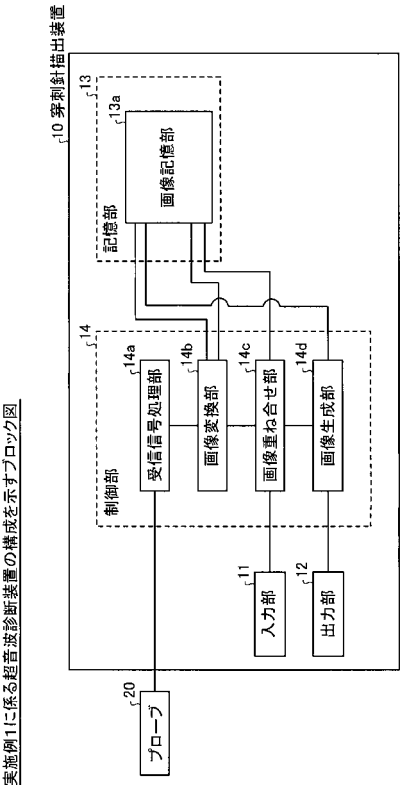 実施例1に係る超音波診断装置の構成を示すブロック図
10 穿刺針描出装置
20
プローブ
制御部
14
14a
受信信号処理部
14b
画像変換部
14c
画像重ね合せ部
14d
画像生成部
11
入力部
12
出力部
記憶部
13
13a
画像記憶部